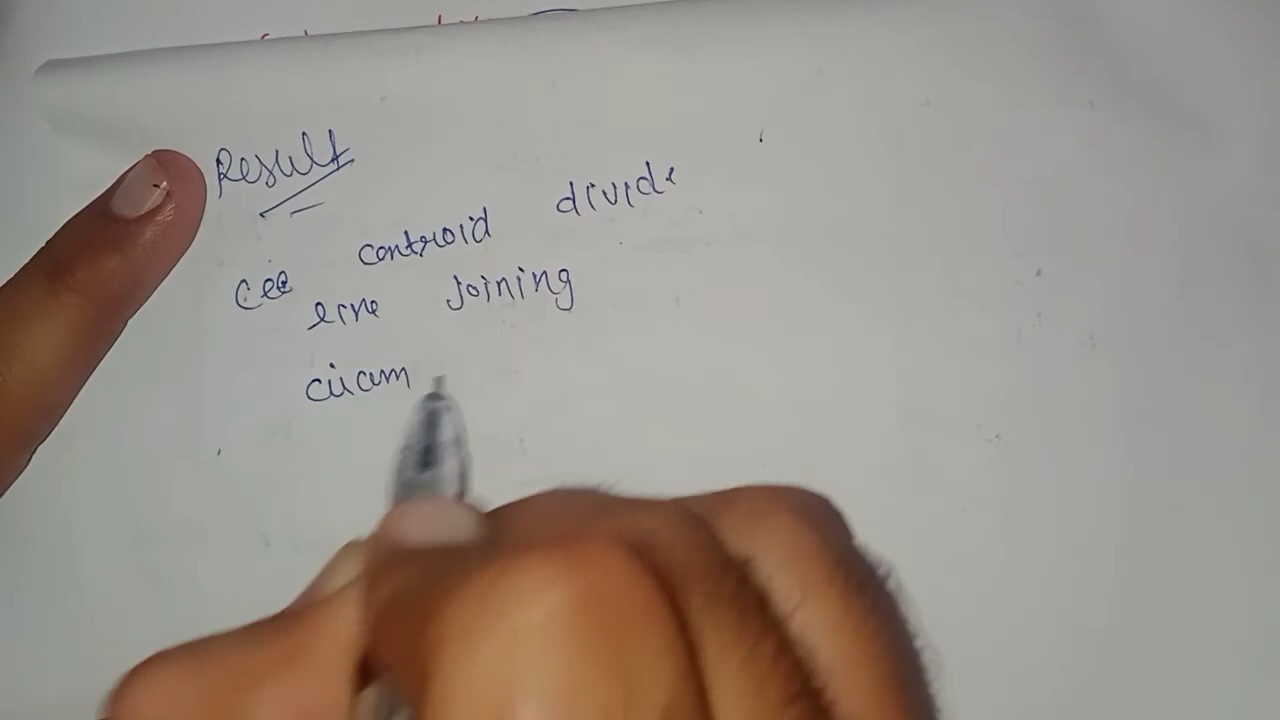 Result
centroid divide
line joining
circum